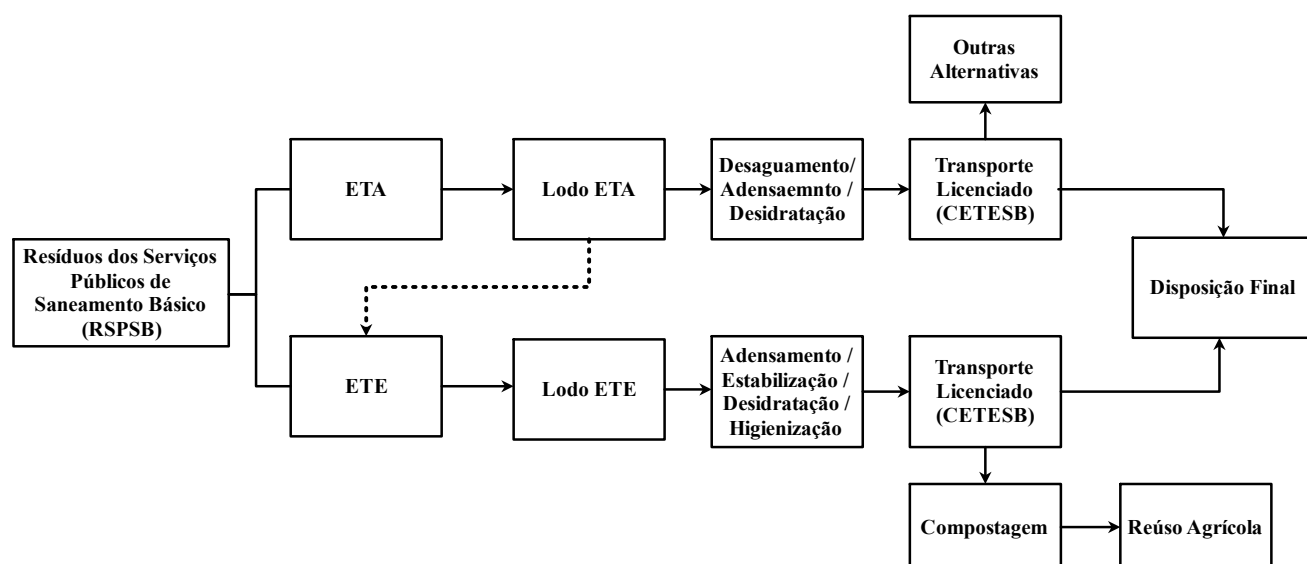 Outras
Alternativas
ETA
Lodo ETA
Desaguamento/
Adensaemnto /
Desidratação
Transporte
Licenciado
(CETESB)
Resíduos dos Serviços
Públicos de
Saneamento Básico
(RSPSB)
Disposição Final
ETE
Lodo ETE
Adensamento /
Estabilização /
Desidratação /
Higienização
Transporte
Licenciado
(CETESB)
Compostagem
Reúso Agrícola